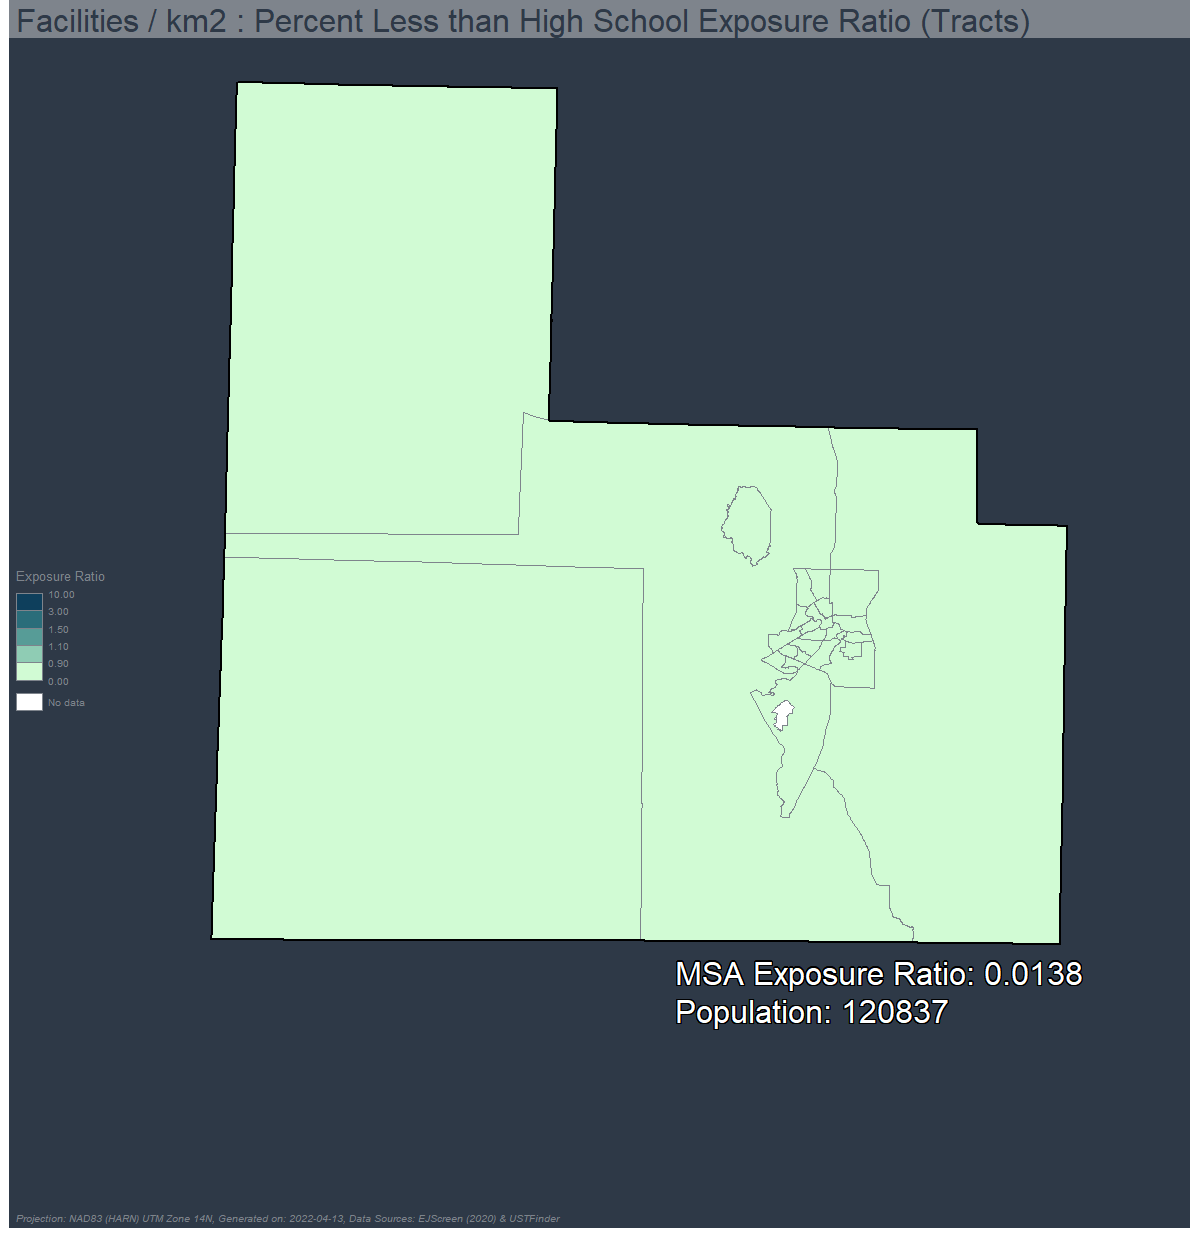 Facilities / km2 : Percent Less than High School Exposure Ratio (Tracts)
Exposure Ratio
10.00
3.00
1.50
1.10
0.90
0.00
No data
MSA Exposure Ratio: 0.0138
Population: 120837
Projection: NAD83 (HARN) UTM Zone 14N, Generated on: 2022-04-13, Data Sources: EJScreen (2020) & USTFinder